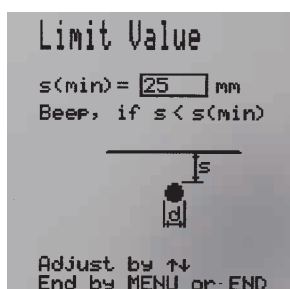 Limit Value
s(min)= 25 mm
Beep, if s < s(min)
s
d
Adjust by ↑↓
End by MENU or END